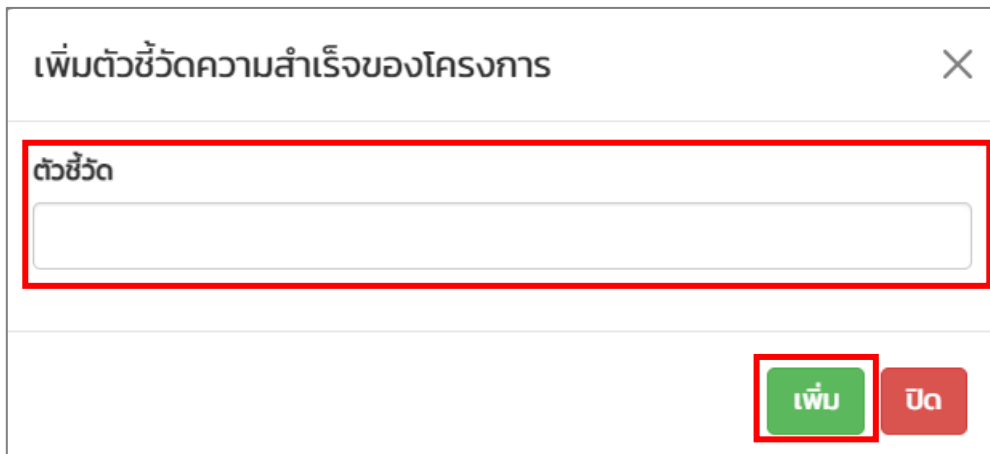 เพิ่มตัวชี้วัดความสำเร็จของโครงการ
ตัวชี้วัด
เพิ่ม ปิด